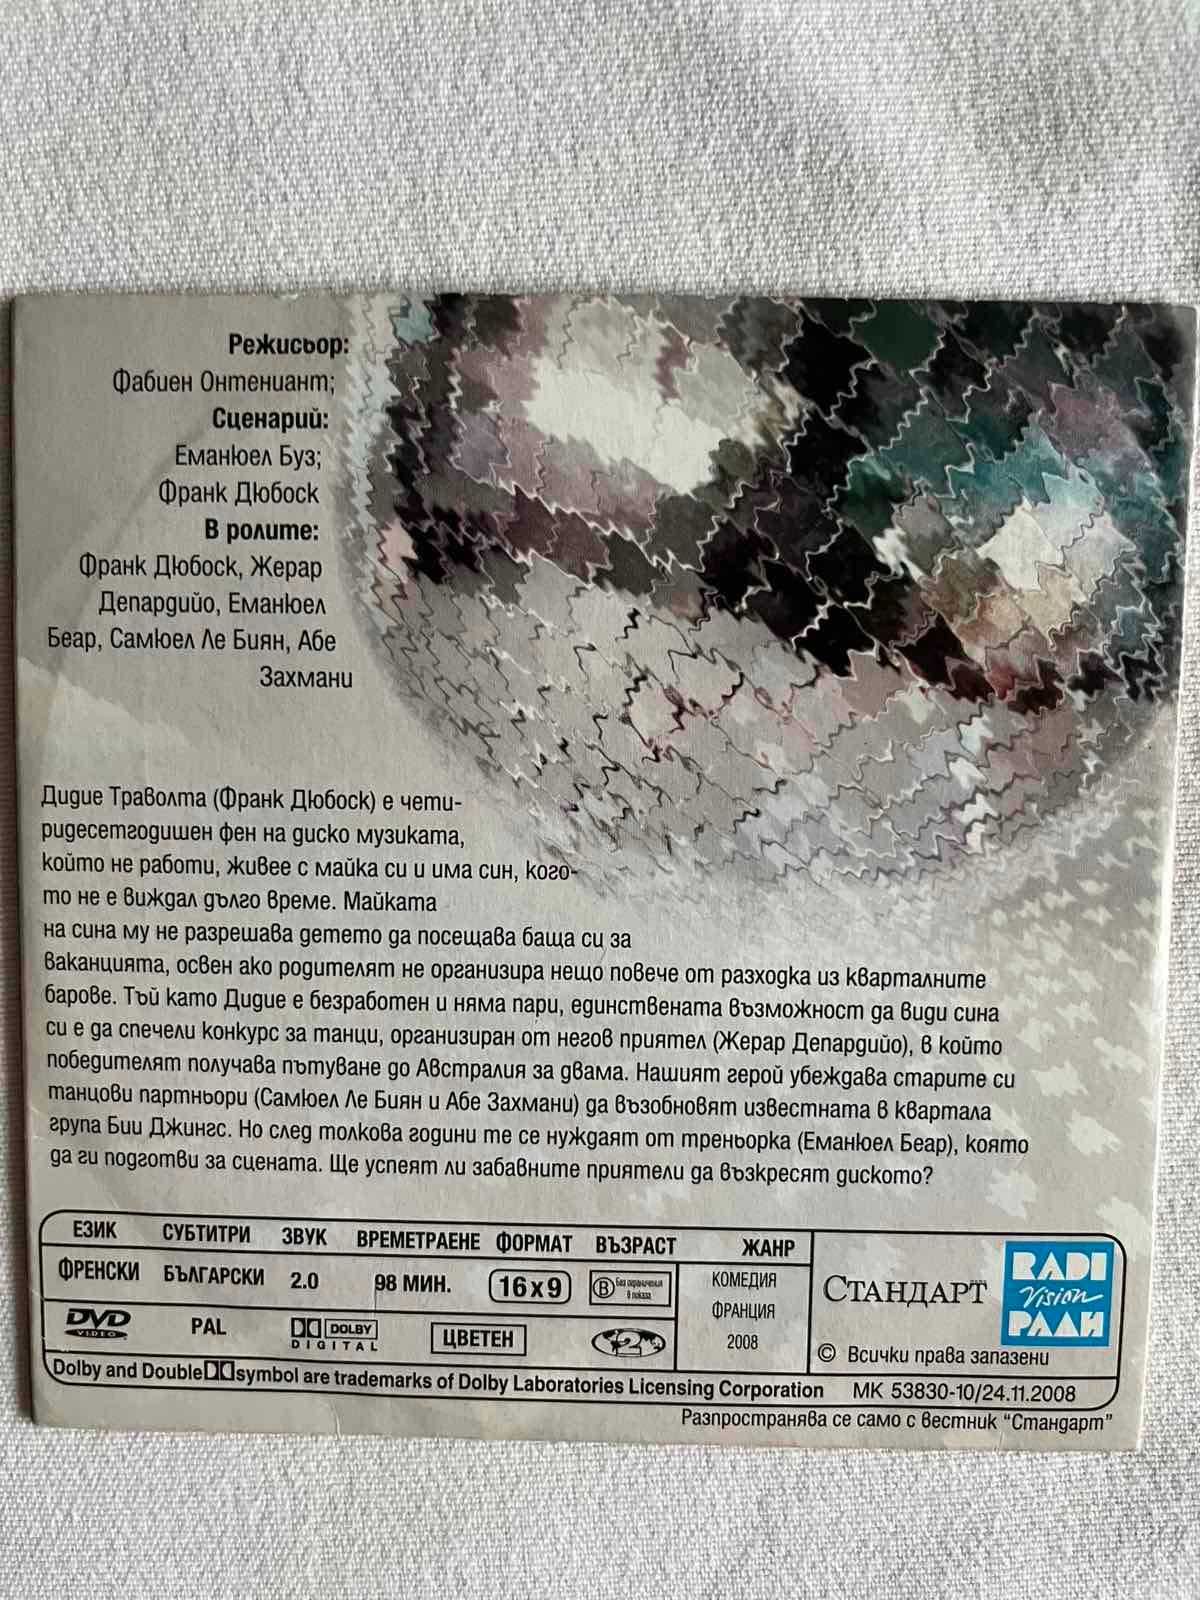 Режисьор:
Фабиен Онтениант;
Сценарий:
Еманюел Буз;
Франк Дюбоск
В ролите:
Франк Дюбоск, Жерар
Депардийо, Еманюел
Беар, Самюел Ле Биян, Абе
Захмани
Дидие Траволта (Франк Дюбоск) е чети-
ридесетгодишен фен на диско музиката,
който не работи, живее с майка си и има син, кого-
то не е виждал дълго време. Майката
на сина му не разрешава детето да посещава баща си за
ваканцията, освен ако родителят не организира нещо повече от разходка из кварталните
барове. Тъй като Дидие е безработен и няма пари, единствената възможност да види сина
си е да спечели конкурс за танци, организиран от негов приятел (Жерар Депардийо), в който
победителят получава пътуване до Австралия за двама. Нашият герой убеждава старите си
танцови партньори (Самюел Ле Биян и Абе Захмани) да възобновят известната в квартала
група Бии Джингс. Но след толкова години те се нуждаят от треньорка (Еманюел Беар), която
да ги подготви за сцената. Ще успеят ли забавните приятели да възкресят диското?
ЕЗИК СУБТИТРИ ЗВУК ВРЕМЕТРАЕНЕ ФОРМАТ ВЪЗРАСТ ЖАНР
ФРЕНСКИ БЪЛГАРСКИ 2.0 98 МИН. 16x9 B Без ограничения в показа
КОМЕДИЯ
ФРАНЦИЯ
2008
DVD VIDEO PAL DOLBY DIGITAL ЦВЕТЕН 2
СТАНДАРТ
RADI Vision РАДИ
© Всички права запазени
Dolby and Double symbol are trademarks of Dolby Laboratories Licensing Corporation МК 53830-10/24.11.2008
Разпространява се само с вестник "Стандарт"